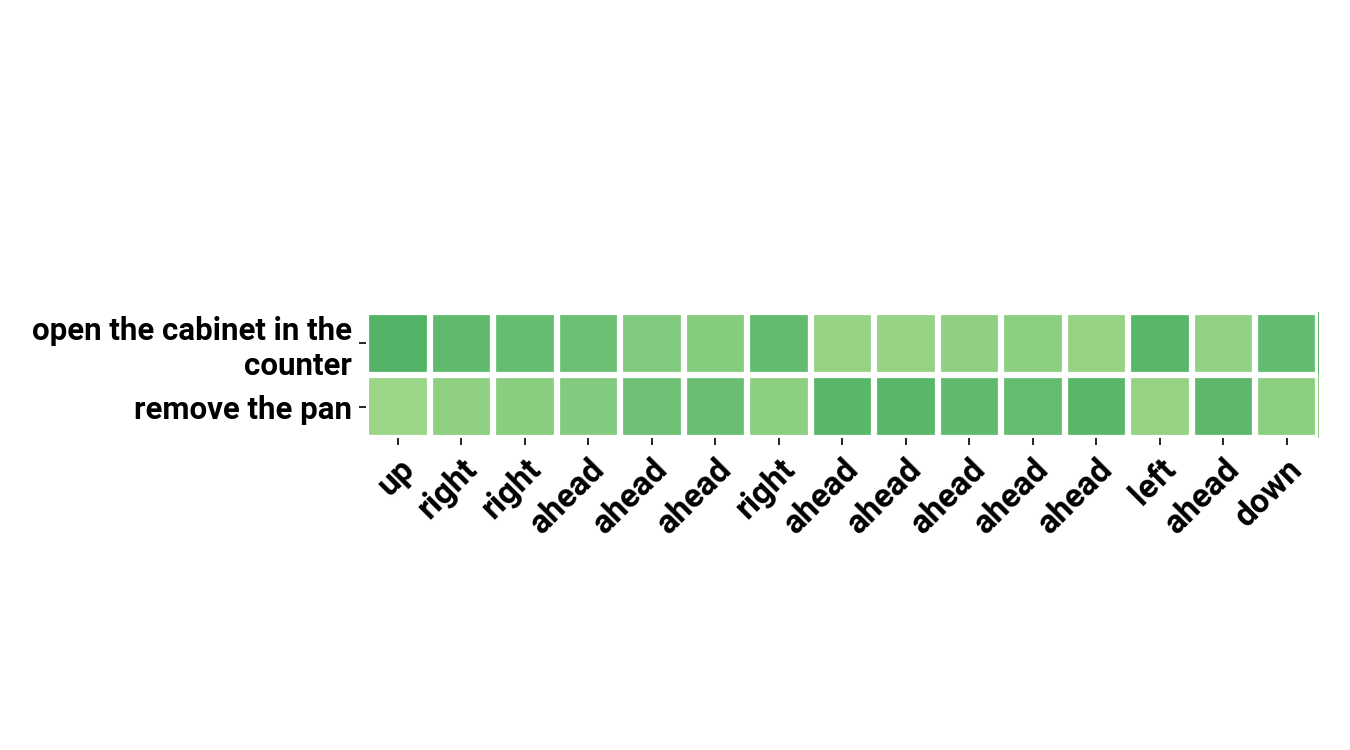 open the cabinet in the
counter
remove the pan
up
right
right
ahead
ahead
ahead
right
ahead
ahead
ahead
ahead
ahead
left
ahead
down